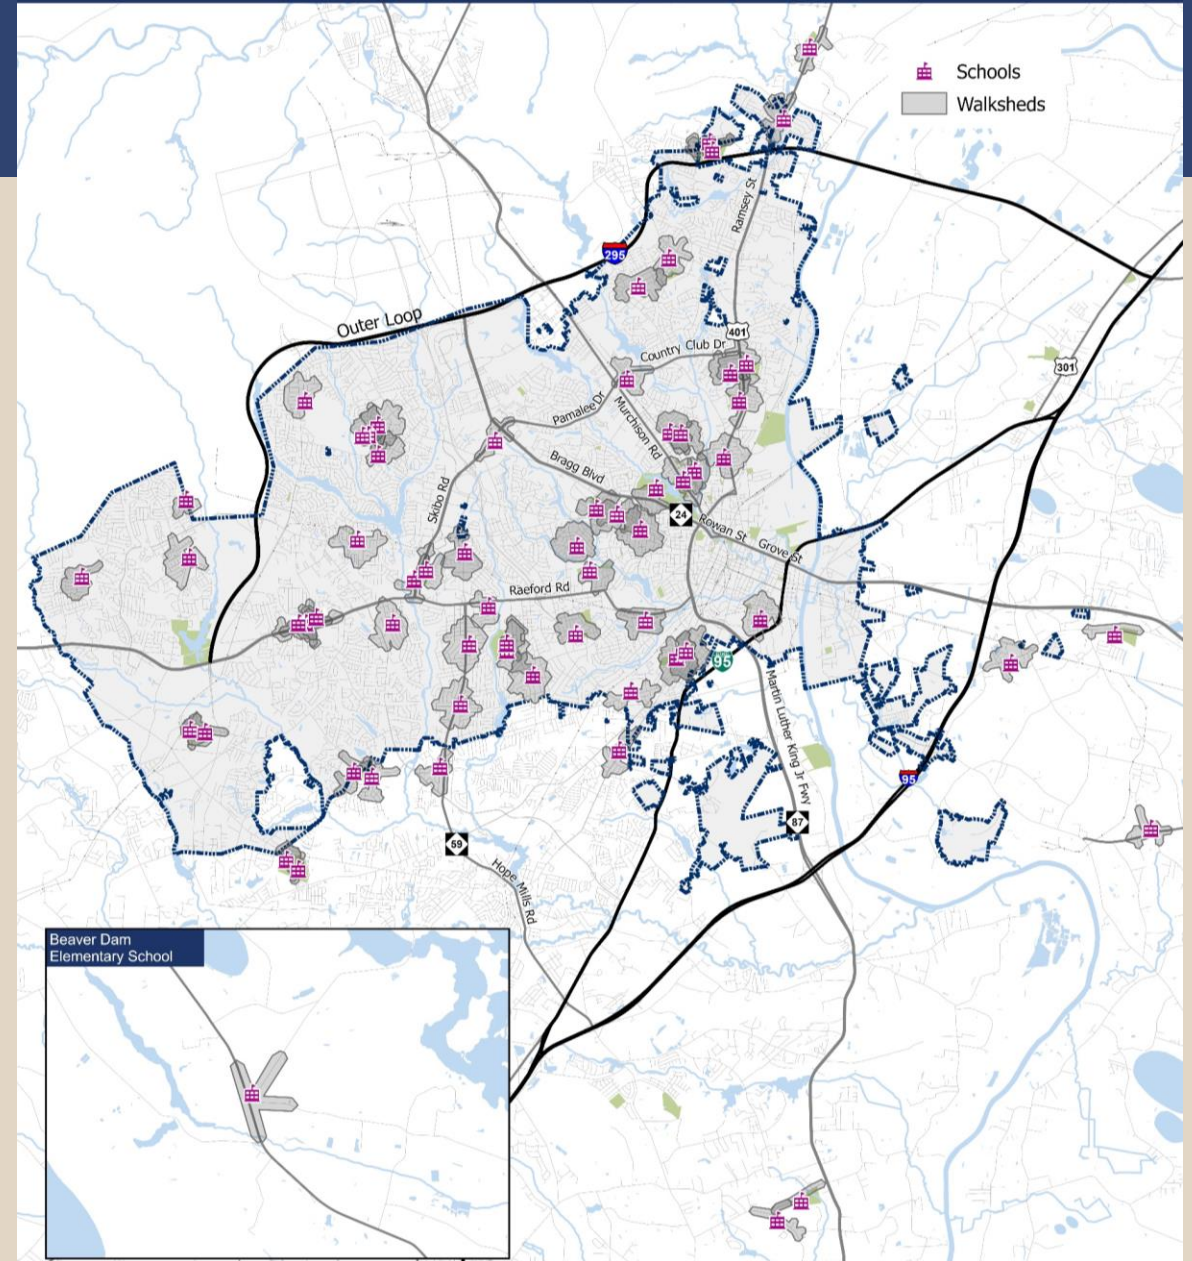 Schools
Walksheds
Ramsey St
295
Outer Loop
401
Country Club Dr
301
Pamalee Dr
Murchison Rd
Bragg Blvd
Skibo Rd
24
Rowan St
Grove St
Raeford Rd
95
Martin Luther King Jr Fwy
95
87
59
Hope Mills Rd
Beaver Dam
Elementary School